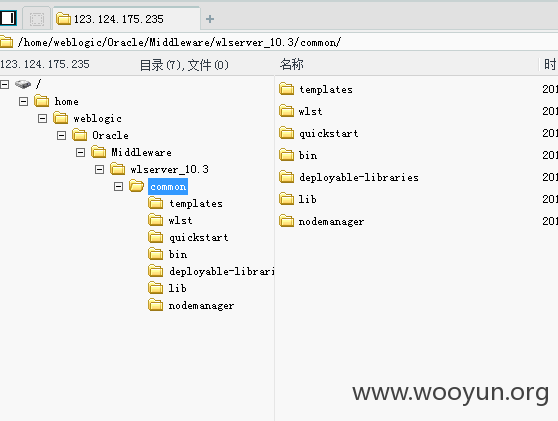 123.124.175.235
/home/weblogic/Oracle/Middleware/wlserver_10.3/common/
123.124.175.235 目录(7),文件(0)
名称 时
/
home
weblogic
Oracle
Middleware
wlserver_10.3
common
templates
wlst
quickstart
bin
deployable-librari
lib
nodemanager
templates 201
wlst 201
quickstart 201
bin 201
deployable-libraries 201
lib 201
nodemanager 201
www.wooyun.org